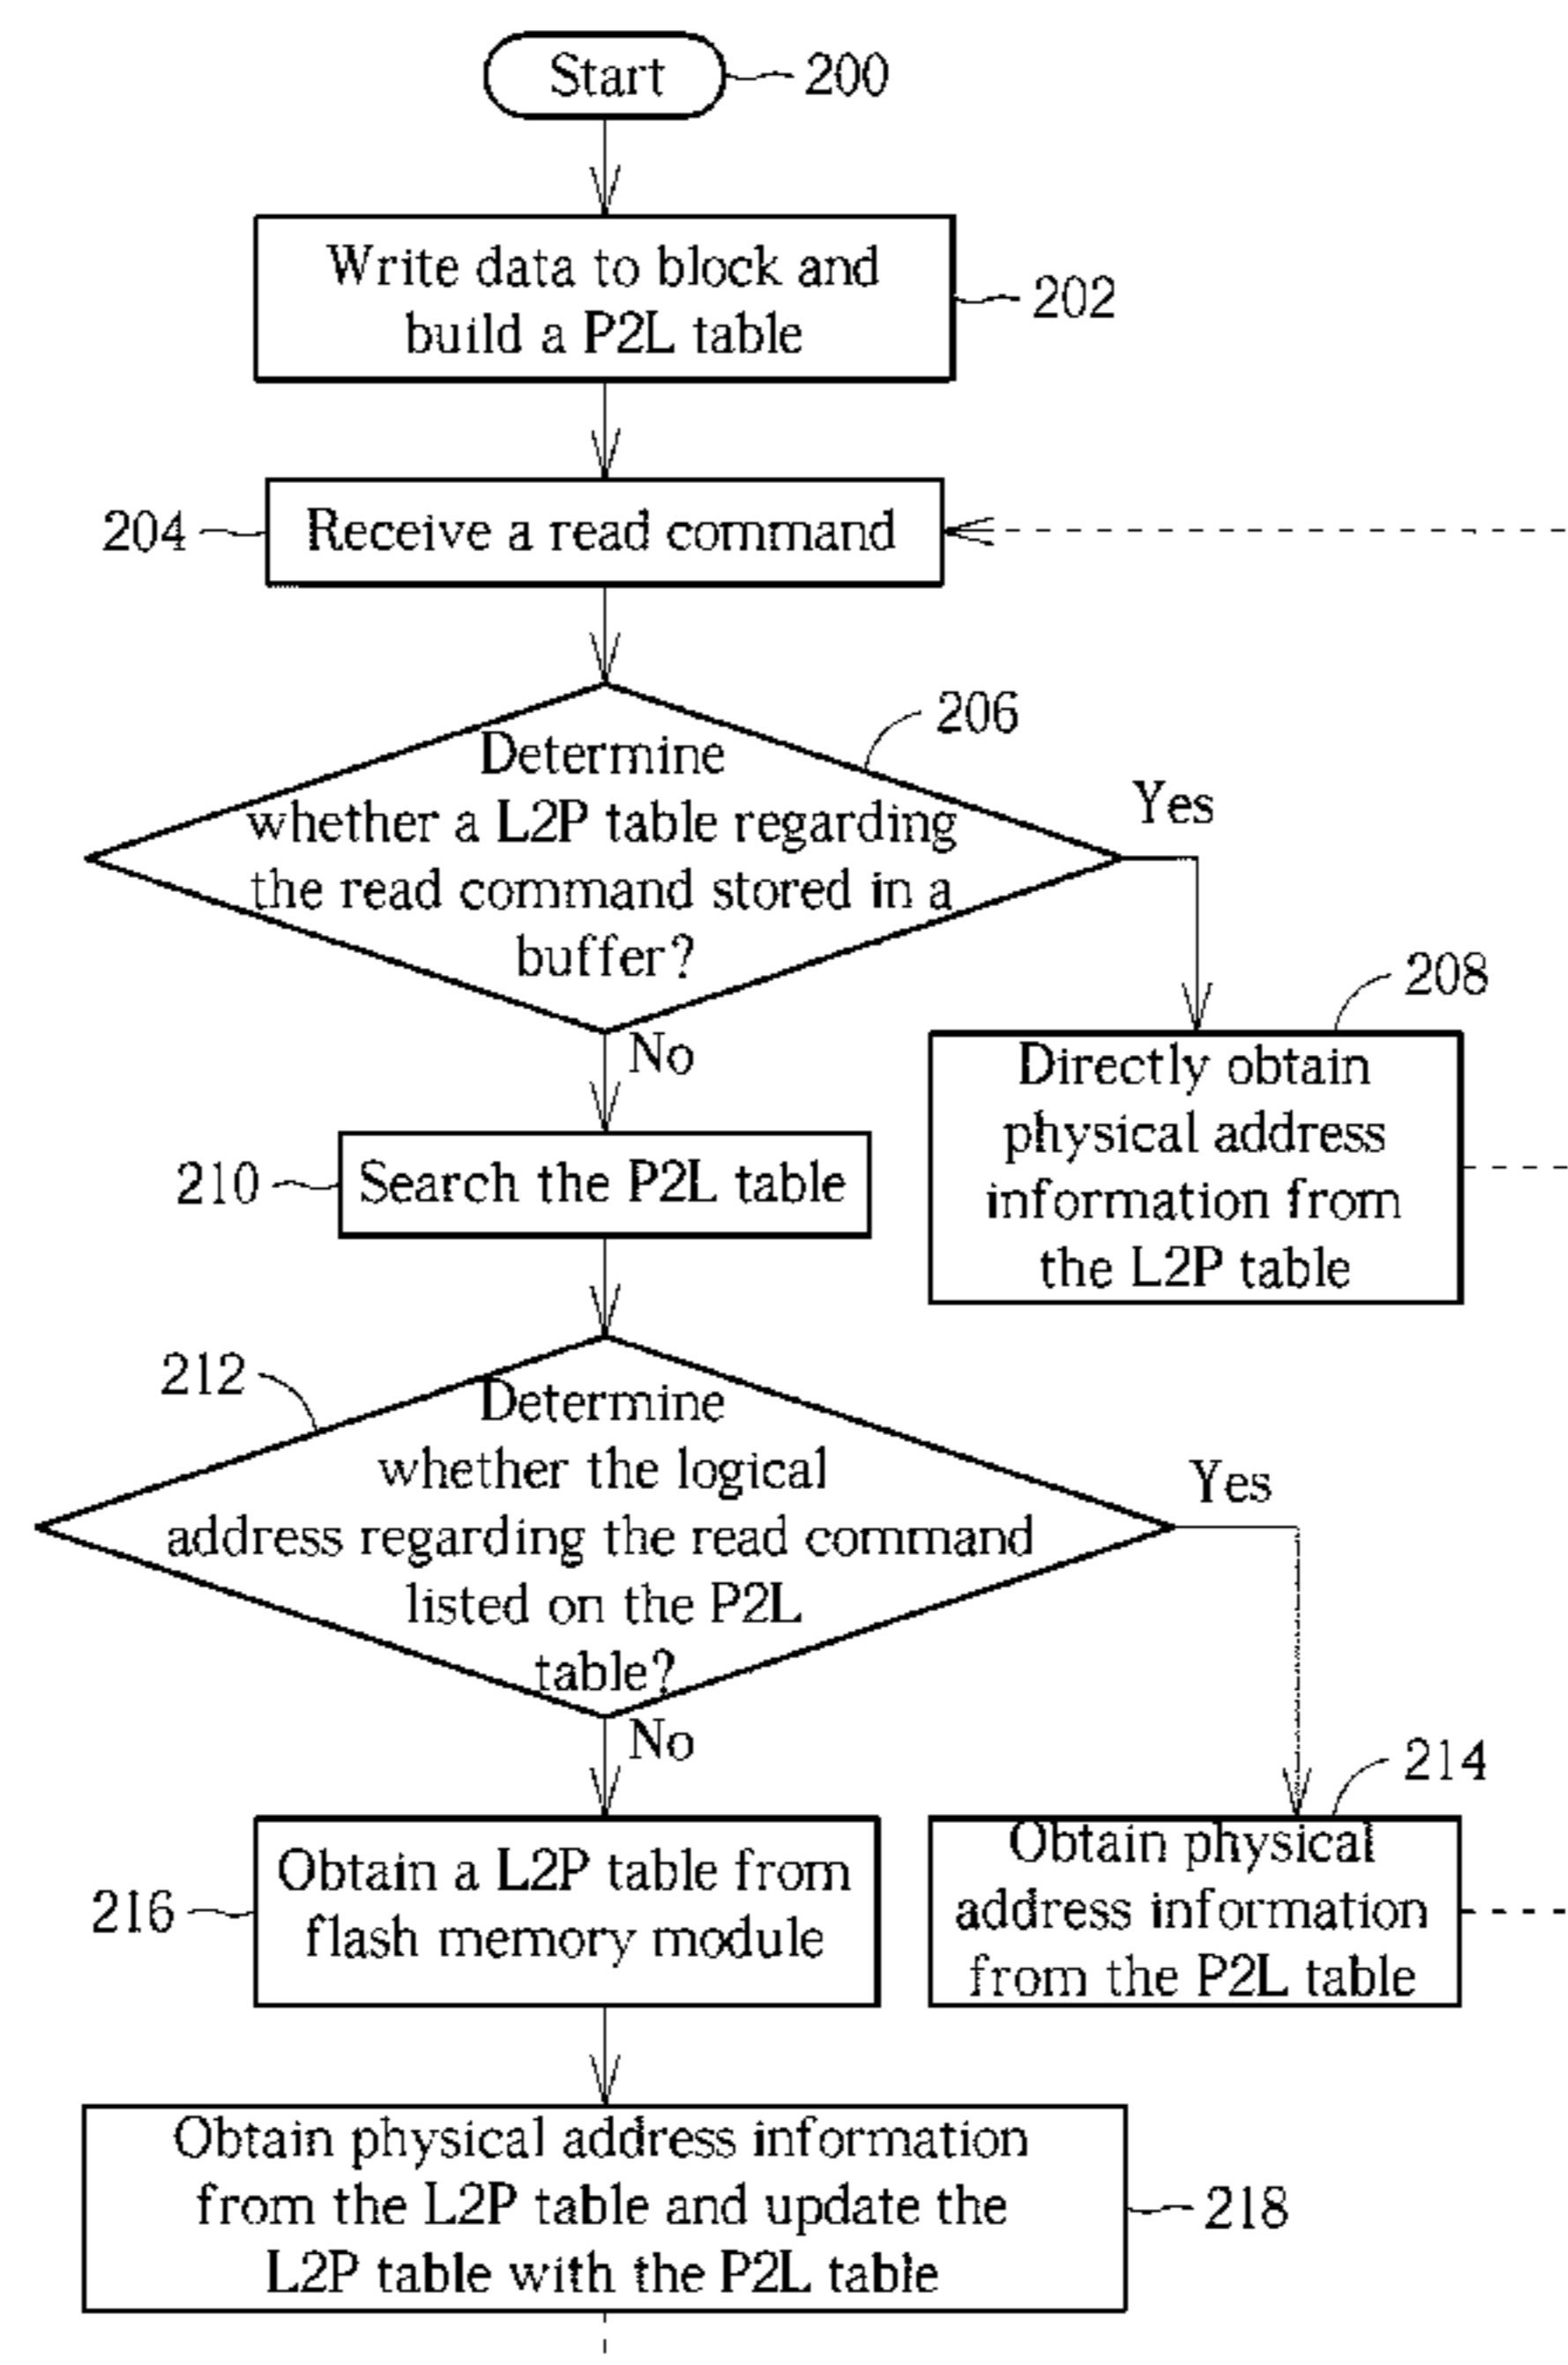 Start
200
Write data to block and
build a P2L table
202
204
Receive a read command
206
Determine
whether a L2P table regarding
the read command stored in a
buffer?
Yes
No
208
Directly obtain
physical address
information from
the L2P table
210
Search the P2L table
212
Determine
whether the logical
address regarding the read command
listed on the P2L
table?
Yes
No
214
Obtain physical
address information
from the P2L table
216
Obtain a L2P table from
flash memory module
Obtain physical address information
from the L2P table and update the
L2P table with the P2L table
218